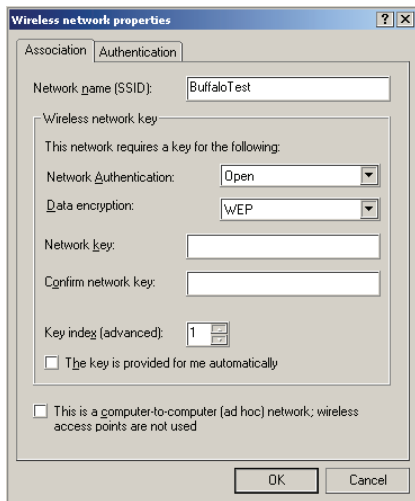 Wireless network properties
Association Authentication
Network name (SSID): BuffaloTest
Wireless network key
This network requires a key for the following:
Network Authentication: Open
Data encryption: WEP
Network key:
Confirm network key:
Key index (advanced): 1
The key is provided for me automatically
This is a computer-to-computer (ad hoc) network; wireless
access points are not used
OK Cancel